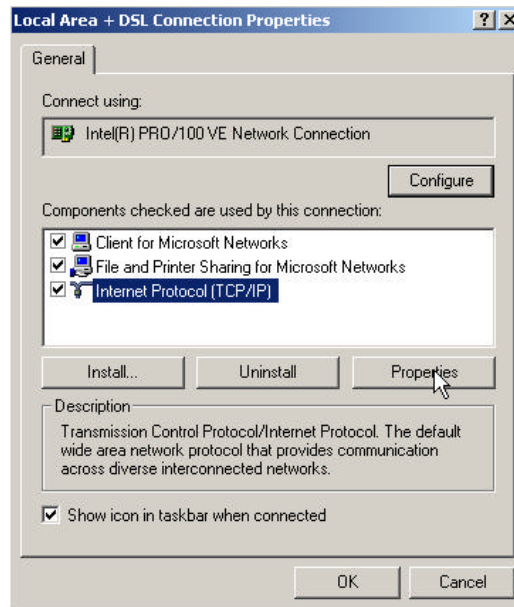 Local Area + DSL Connection Properties
General
Connect using:
Intel(R) PRO/100 VE Network Connection
Configure
Components checked are used by this connection:
Client for Microsoft Networks
File and Printer Sharing for Microsoft Networks
Internet Protocol (TCP/IP)
Install... Uninstall Properties
Description
Transmission Control Protocol/Internet Protocol. The default
wide area network protocol that provides communication
across diverse interconnected networks.
Show icon in taskbar when connected
OK Cancel